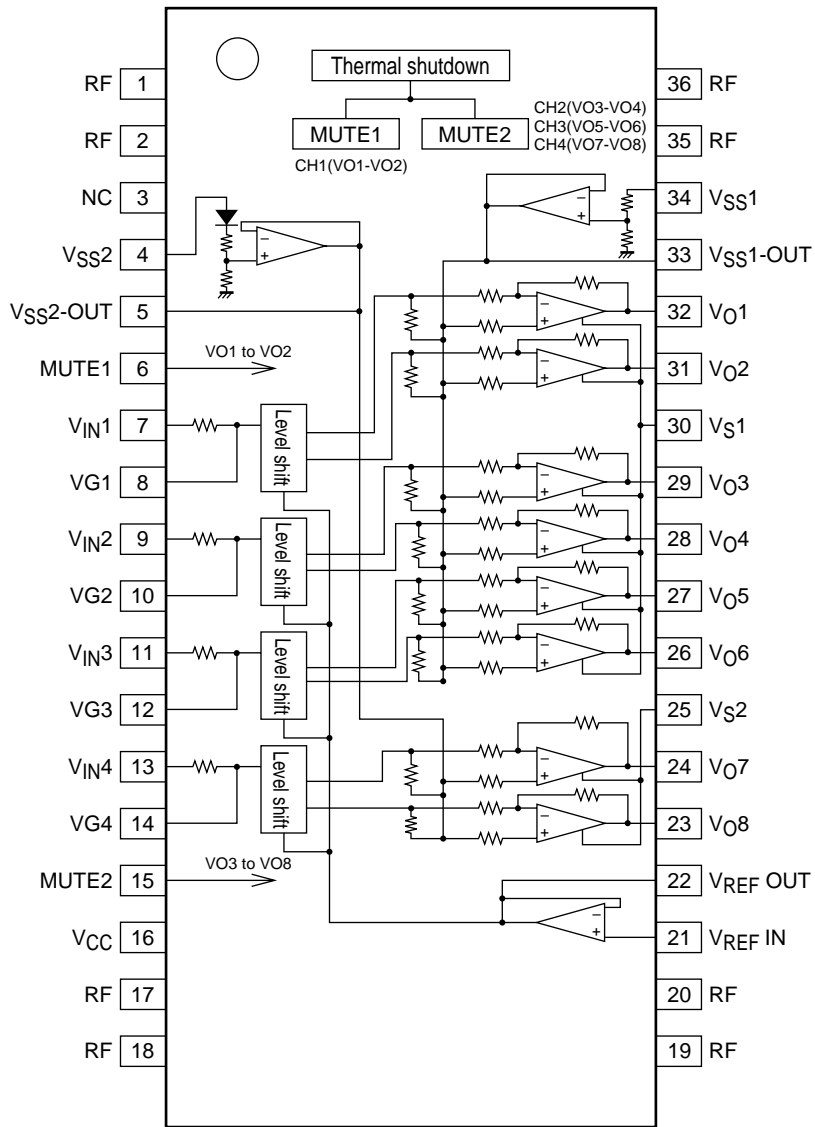 Thermal shutdown
MUTE1
MUTE2
CH1(VO1-VO2)
CH2(VO3-VO4)
CH3(VO5-VO6)
CH4(VO7-VO8)
RF 1
RF 2
NC 3
VSS2 4
VSS2-OUT 5
MUTE1 6
VO1 to VO2
VIN1 7
VG1 8
VIN2 9
VG2 10
VIN3 11
VG3 12
VIN4 13
VG4 14
MUTE2 15
VO3 to VO8
VCC 16
RF 17
RF 18
Level shift
Level shift
Level shift
Level shift
− +
− +
− +
− +
− +
− +
− +
− +
− +
− +
− +
36 RF
35 RF
34 VSS1
33 VSS1-OUT
32 VO1
31 VO2
30 VS1
29 VO3
28 VO4
27 VO5
26 VO6
25 VS2
24 VO7
23 VO8
22 VREF OUT
21 VREF IN
20 RF
19 RF